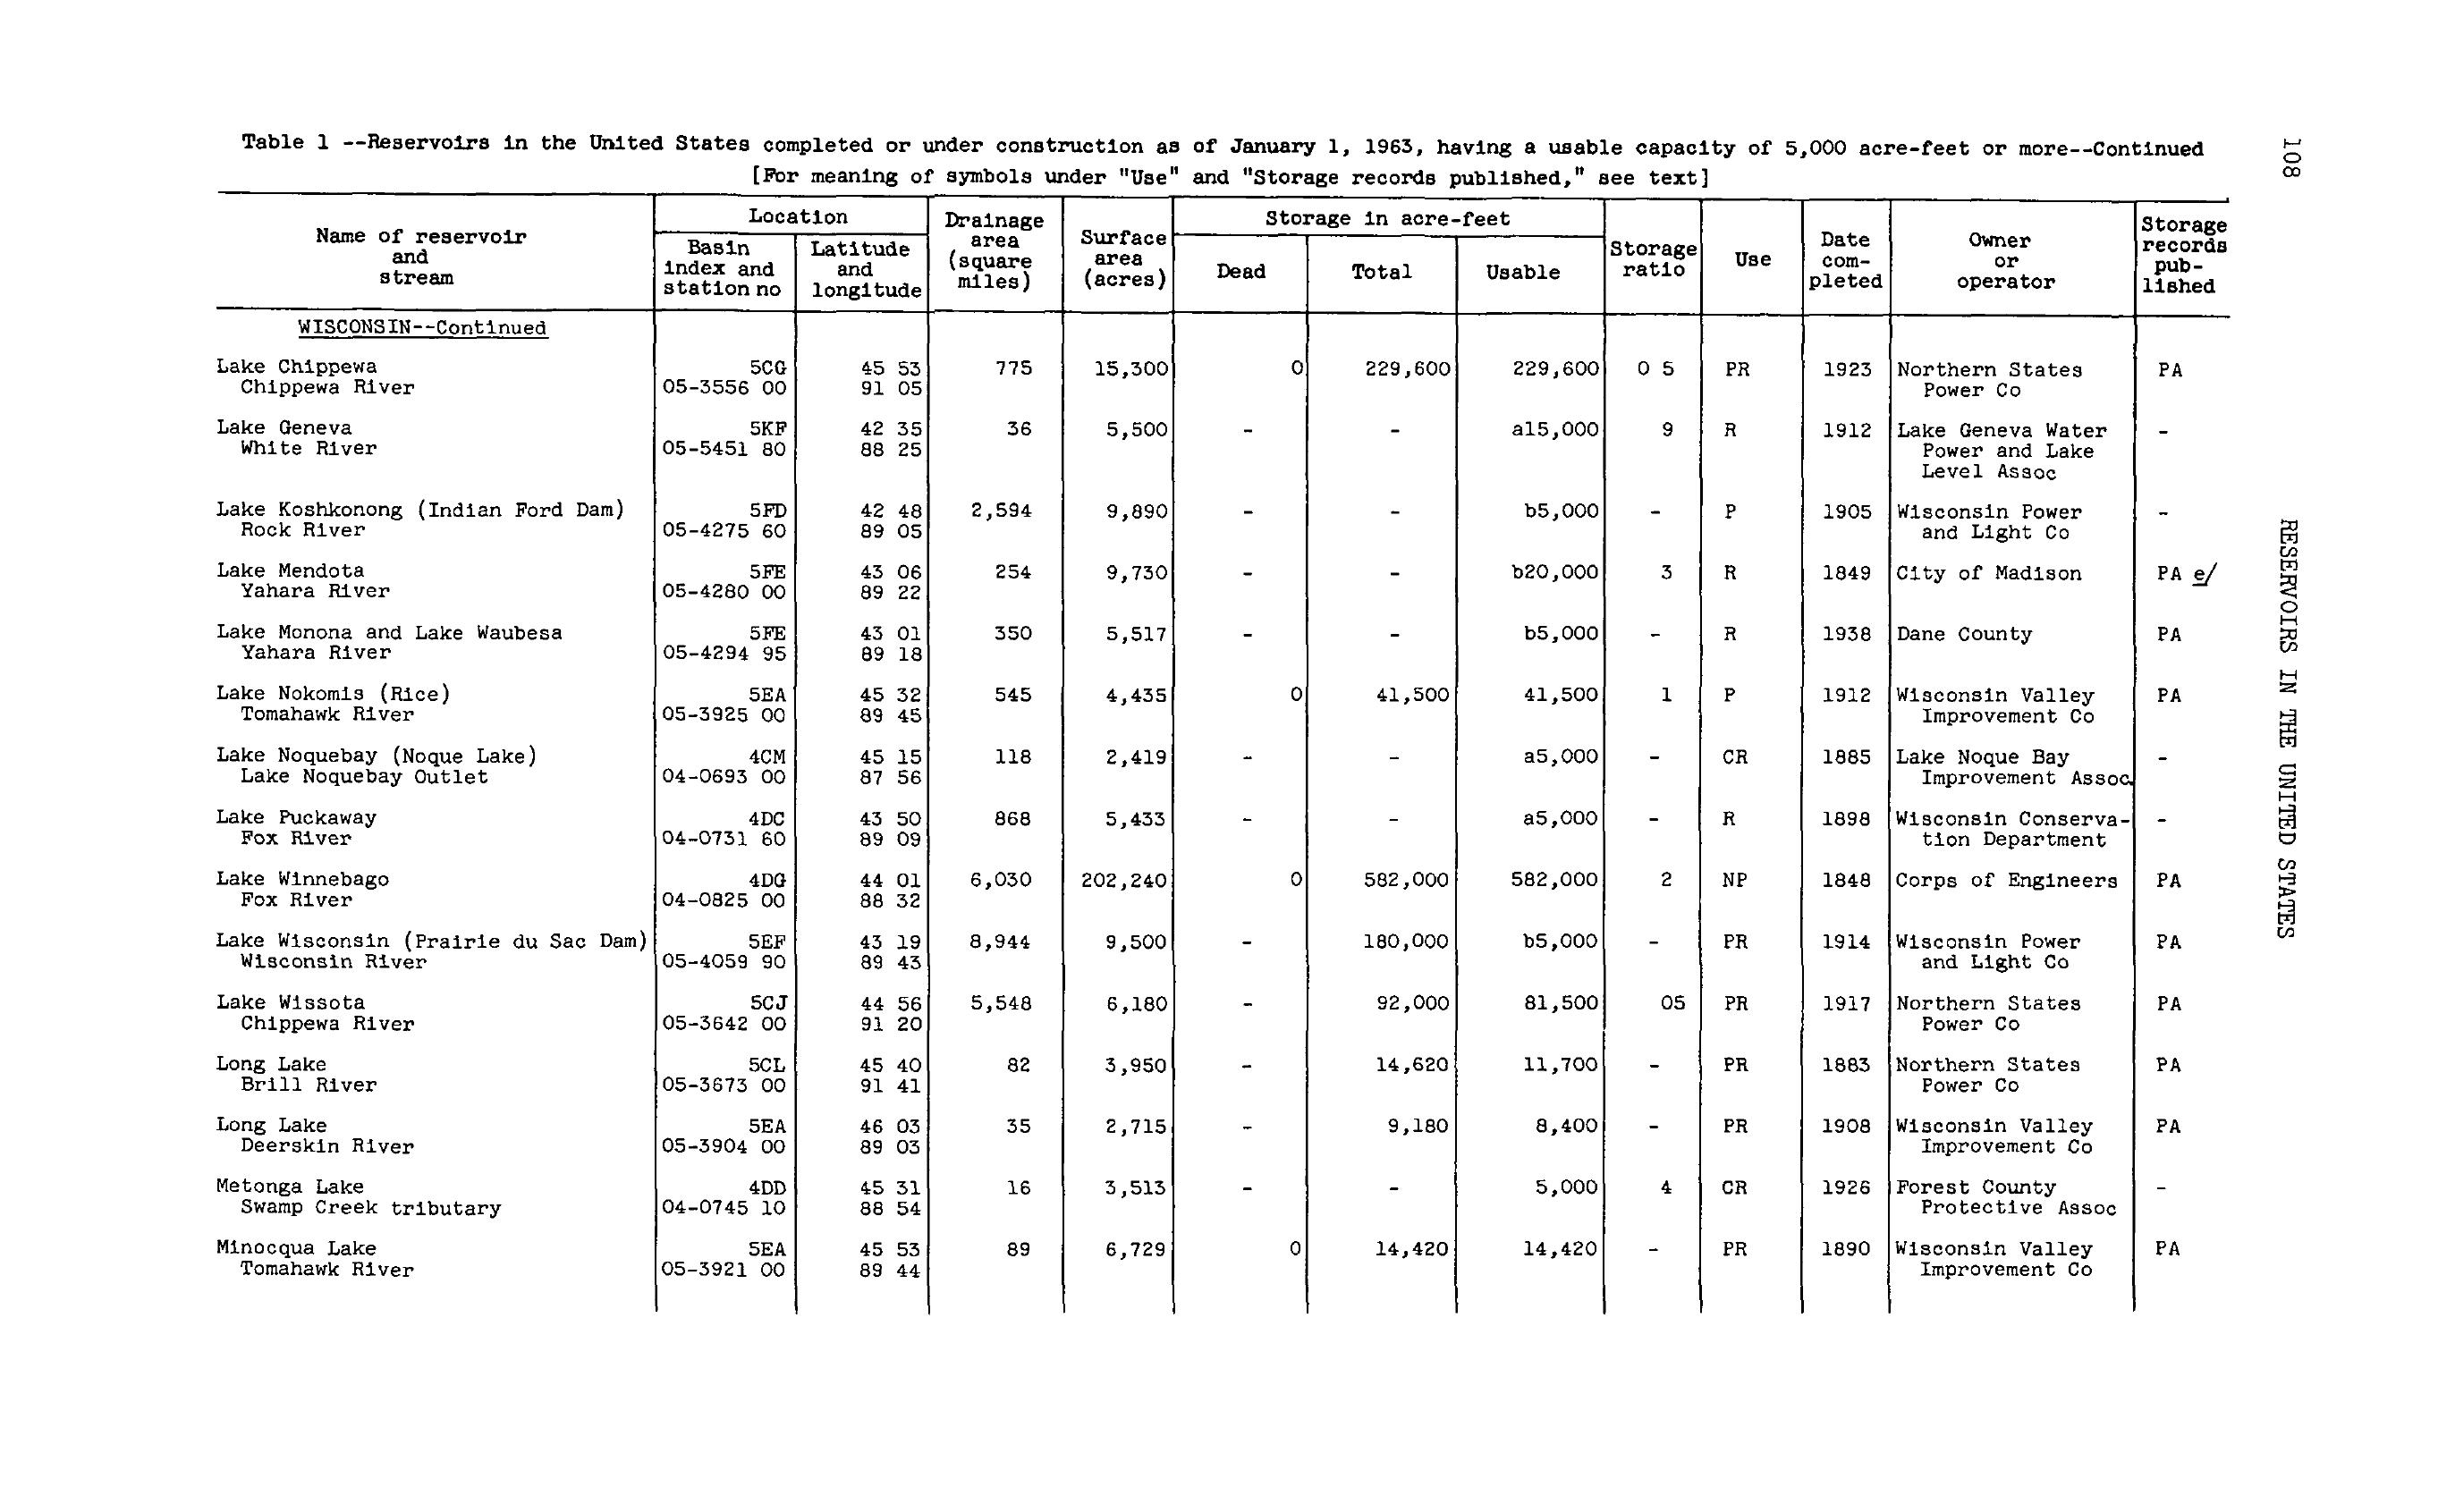 108
RESERVOIRS IN THE UNITED STATES
Table 1 --Reservoirs in the United States completed or under construction as of January 1, 1963, having a usable capacity of 5,000 acre-feet or more--Continued
[For meaning of symbols under "Use" and "Storage records published," see text]
Name of reservoir and stream | Location | Drainage area (square miles) | Surface area (acres) | Storage in acre-feet | Storage ratio | Use | Date com-pleted | Owner or operator | Storage records pub-lished
Basin index and station no | Latitude and longitude | Dead | Total | Usable
WISCONSIN--Continued
Lake Chippewa 5CG 45 53 775 15,300 0 229,600 229,600 0 5 PR 1923 Northern States PA
Chippewa River 05-3556 00 91 05 Power Co
Lake Geneva 5KF 42 35 36 5,500 - - a15,000 9 R 1912 Lake Geneva Water -
White River 05-5451 80 88 25 Power and Lake
Level Assoc
Lake Koshkonong (Indian Ford Dam) 5FD 42 48 2,594 9,890 - - b5,000 - P 1905 Wisconsin Power -
Rock River 05-4275 60 89 05 and Light Co
Lake Mendota 5FE 43 06 254 9,730 - - b20,000 3 R 1849 City of Madison PA e/
Yahara River 05-4280 00 89 22
Lake Monona and Lake Waubesa 5FE 43 01 350 5,517 - - b5,000 - R 1938 Dane County PA
Yahara River 05-4294 95 89 18
Lake Nokomis (Rice) 5EA 45 32 545 4,435 0 41,500 41,500 1 P 1912 Wisconsin Valley PA
Tomahawk River 05-3925 00 89 45 Improvement Co
Lake Noquebay (Noque Lake) 4CM 45 15 118 2,419 - - a5,000 - CR 1885 Lake Noque Bay -
Lake Noquebay Outlet 04-0693 00 87 56 Improvement Assoc
Lake Puckaway 4DC 43 50 868 5,433 - - a5,000 - R 1898 Wisconsin Conserva- -
Fox River 04-0731 60 89 09 tion Department
Lake Winnebago 4DG 44 01 6,030 202,240 0 582,000 582,000 2 NP 1848 Corps of Engineers PA
Fox River 04-0825 00 88 32
Lake Wisconsin (Prairie du Sac Dam) 5EF 43 19 8,944 9,500 - 180,000 b5,000 - PR 1914 Wisconsin Power PA
Wisconsin River 05-4059 90 89 43 and Light Co
Lake Wissota 5CJ 44 56 5,548 6,180 - 92,000 81,500 05 PR 1917 Northern States PA
Chippewa River 05-3642 00 91 20 Power Co
Long Lake 5CL 45 40 82 3,950 - 14,620 11,700 - PR 1883 Northern States PA
Brill River 05-3673 00 91 41 Power Co
Long Lake 5EA 46 03 35 2,715 - 9,180 8,400 - PR 1908 Wisconsin Valley PA
Deerskin River 05-3904 00 89 03 Improvement Co
Metonga Lake 4DD 45 31 16 3,513 - - 5,000 4 CR 1926 Forest County -
Swamp Creek tributary 04-0745 10 88 54 Protective Assoc
Minocqua Lake 5EA 45 53 89 6,729 0 14,420 14,420 - PR 1890 Wisconsin Valley PA
Tomahawk River 05-3921 00 89 44 Improvement Co